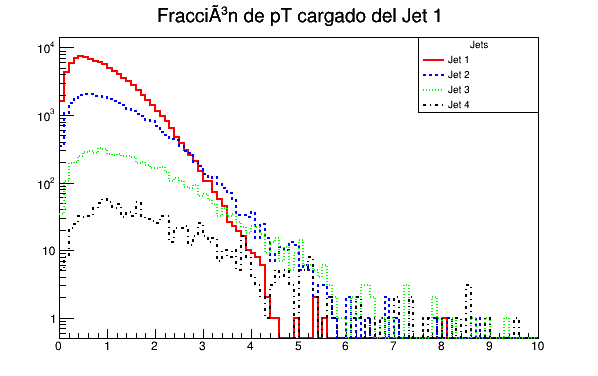 FracciÃ³n de pT cargado del Jet 1
Jets
Jet 1
Jet 2
Jet 3
Jet 4
10⁴
10³
10²
10
1
0 1 2 3 4 5 6 7 8 9 10